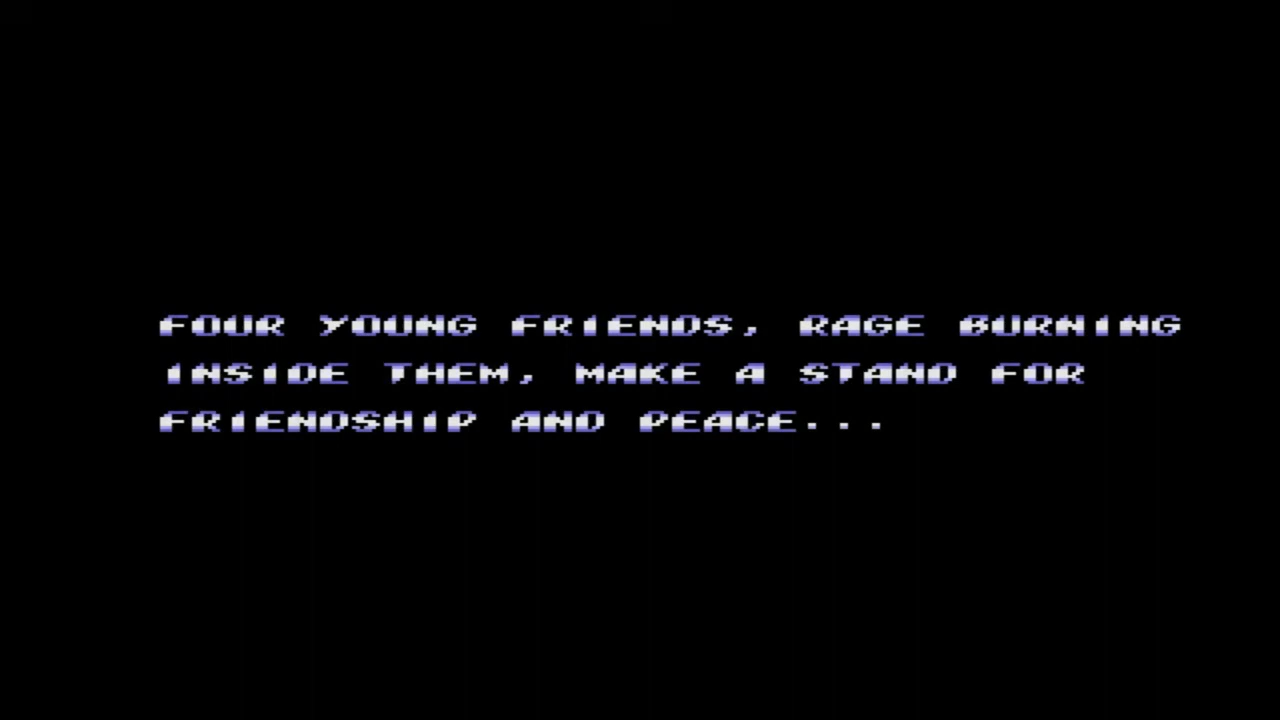 FOUR YOUNG FRIENDS, RAGE BURNING
INSIDE THEM, MAKE A STAND FOR
FRIENDSHIP AND PEACE...